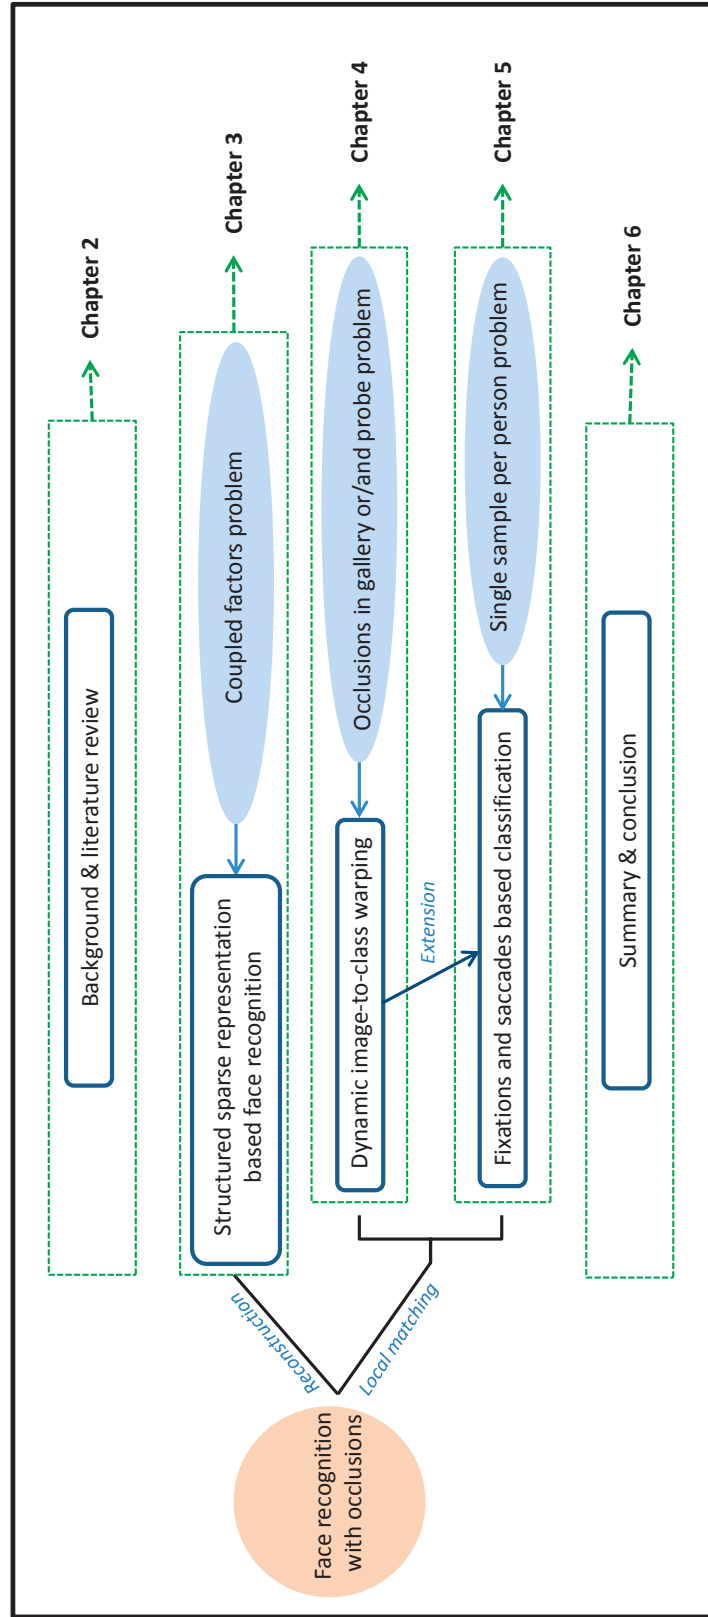 Background & literature review
Chapter 2
Face recognition
with occlusions
Reconstruction
Structured sparse representation
based face recognition
Coupled factors problem
Chapter 3
Local matching
Dynamic image-to-class warping
Occlusions in gallery or/and probe problem
Chapter 4
Extension
Fixations and saccades based classification
Single sample per person problem
Chapter 5
Summary & conclusion
Chapter 6